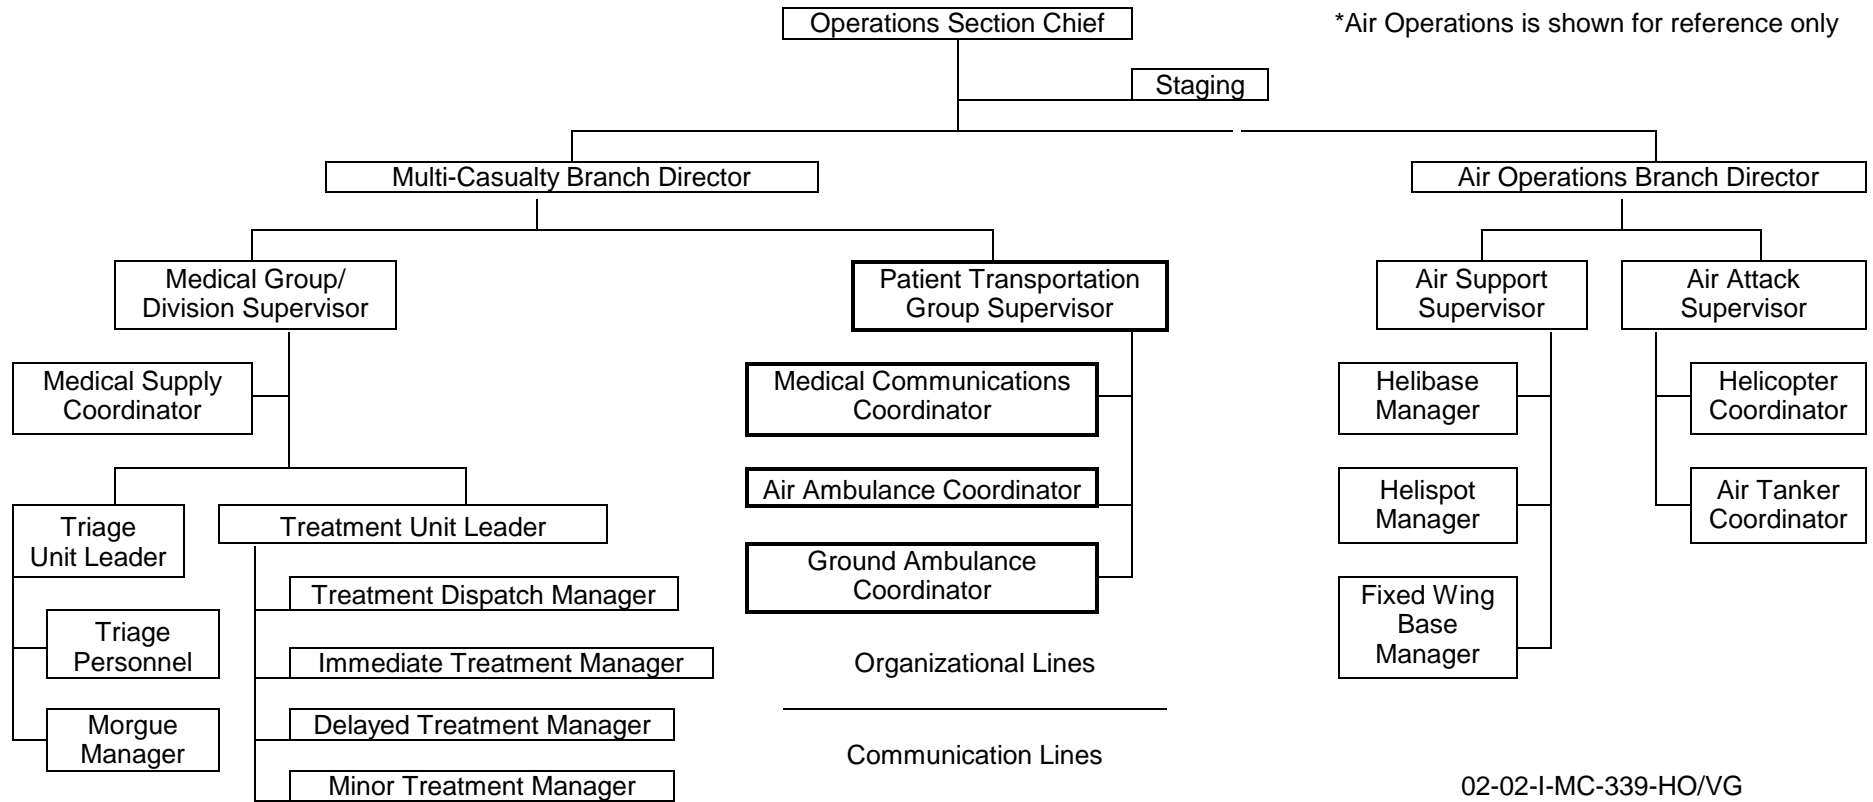 Operations Section Chief
*Air Operations is shown for reference only
Staging
Multi-Casualty Branch Director
Air Operations Branch Director
Medical Group/
Division Supervisor
Patient Transportation
Group Supervisor
Air Support
Supervisor
Air Attack
Supervisor
Medical Supply
Coordinator
Medical Communications
Coordinator
Helibase
Manager
Helicopter
Coordinator
Triage
Unit Leader
Treatment Unit Leader
Air Ambulance Coordinator
Helispot
Manager
Air Tanker
Coordinator
Treatment Dispatch Manager
Ground Ambulance
Coordinator
Fixed Wing
Base
Manager
Triage
Personnel
Immediate Treatment Manager
Organizational Lines
Morgue
Manager
Delayed Treatment Manager
Communication Lines
Minor Treatment Manager
02-02-I-MC-339-HO/VG